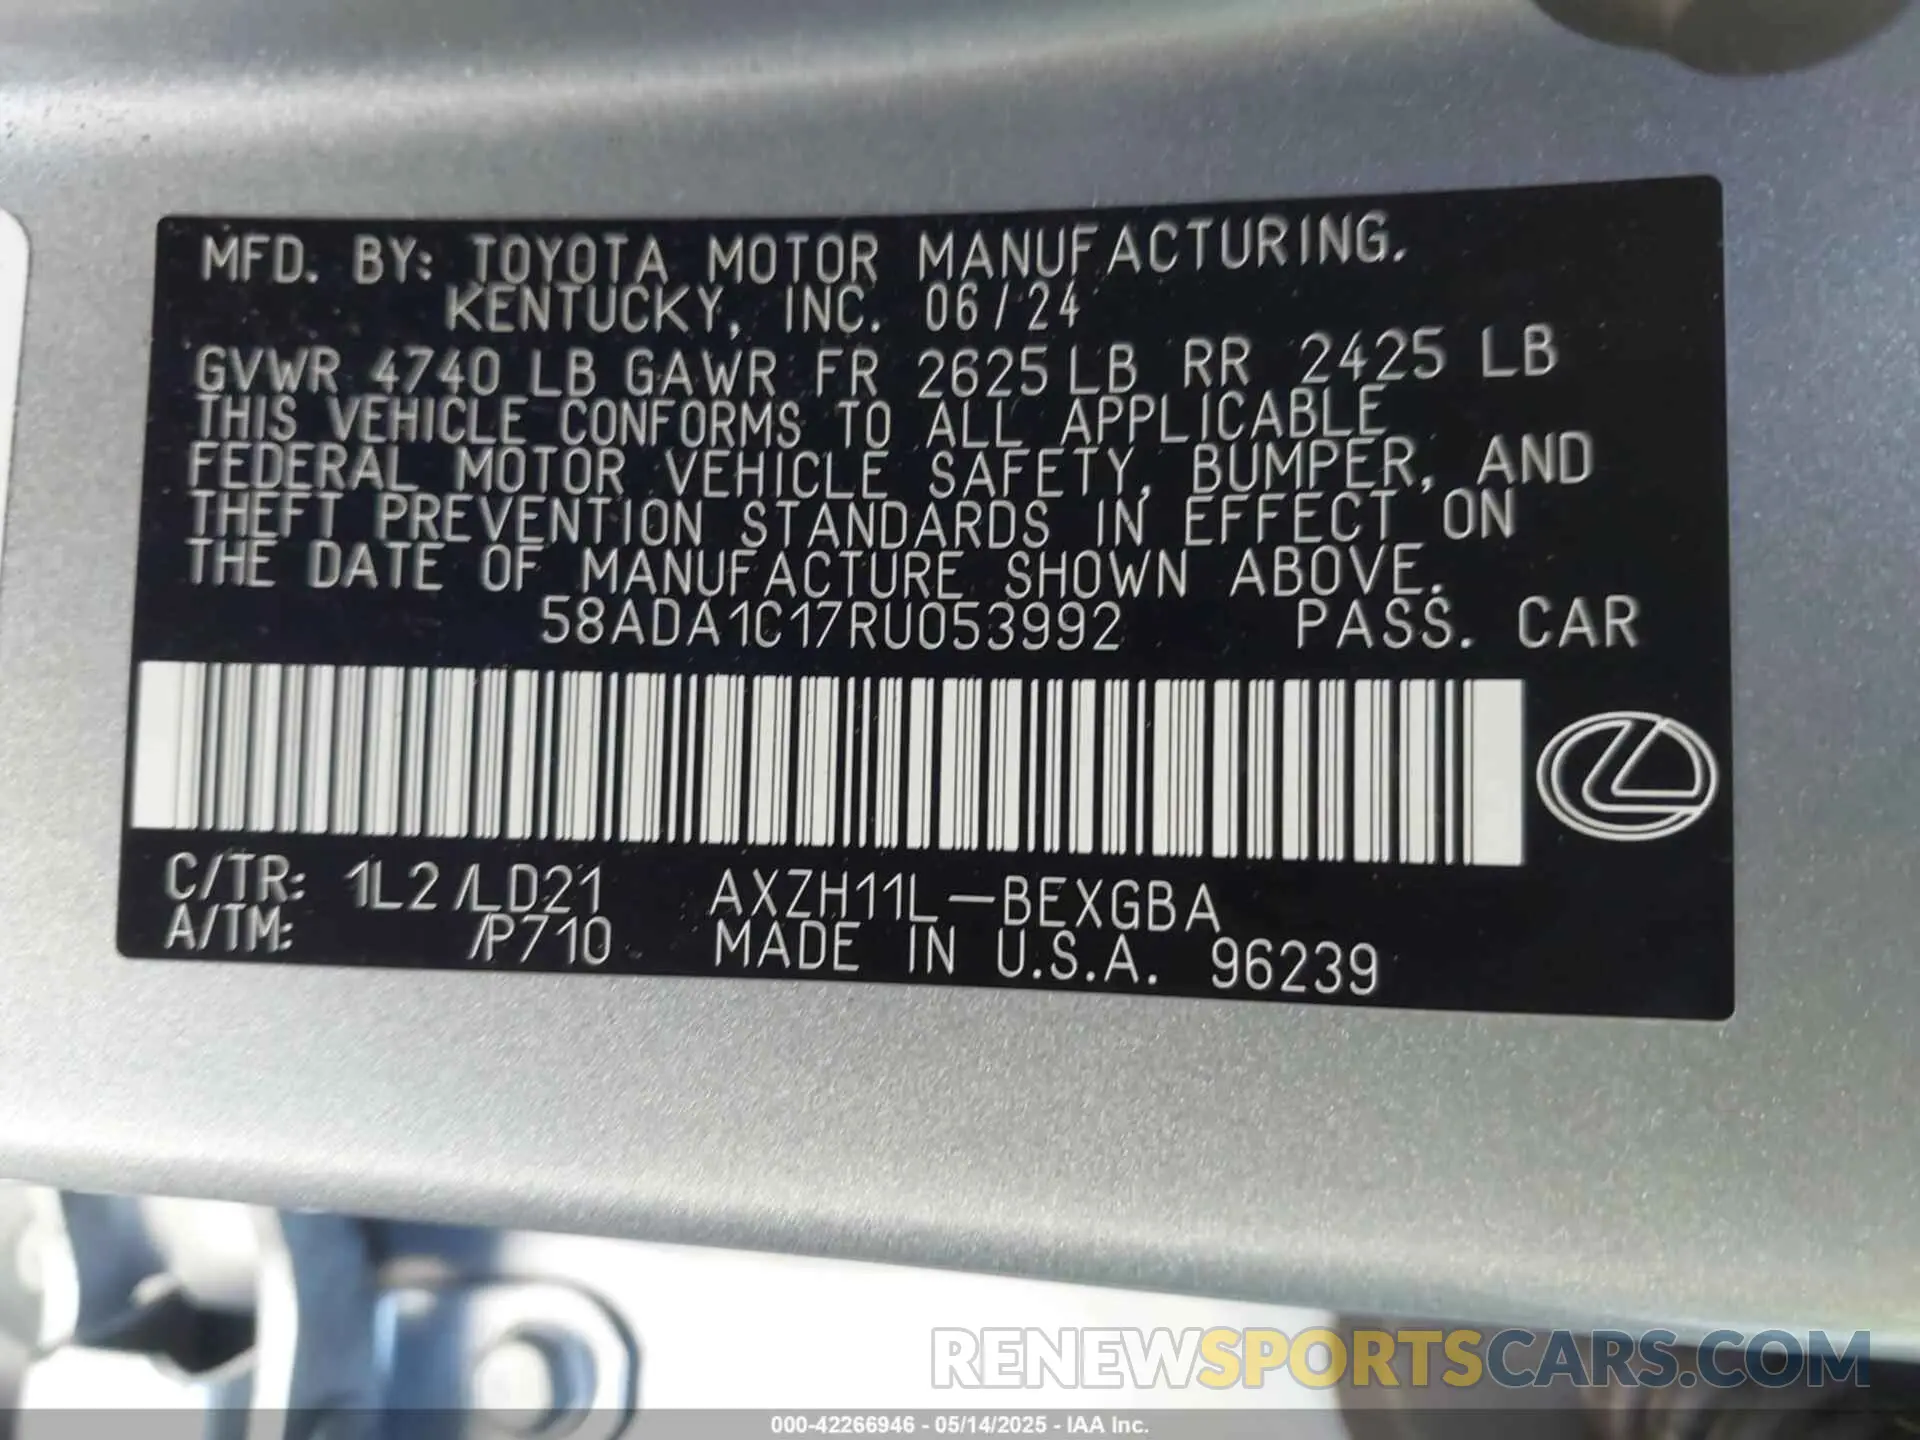 MFD. BY: TOYOTA MOTOR MANUFACTURING.
KENTUCKY, INC. 06/24
GVWR 4740 LB GAWR FR 2625 LB RR 2425 LB
THIS VEHICLE CONFORMS TO ALL APPLICABLE
FEDERAL MOTOR VEHICLE SAFETY, BUMPER, AND
THEFT PREVENTION STANDARDS IN EFFECT ON
THE DATE OF MANUFACTURE SHOWN ABOVE.
58ADA1C17RU053992 PASS. CAR
C/TR: 1L2/LD21 AXZH11L-BEXGBA
A/TM: /P710 MADE IN U.S.A. 96239
RENEWSPORTSCARS.COM
000-42266946 - 05/14/2025 - IAA Inc.